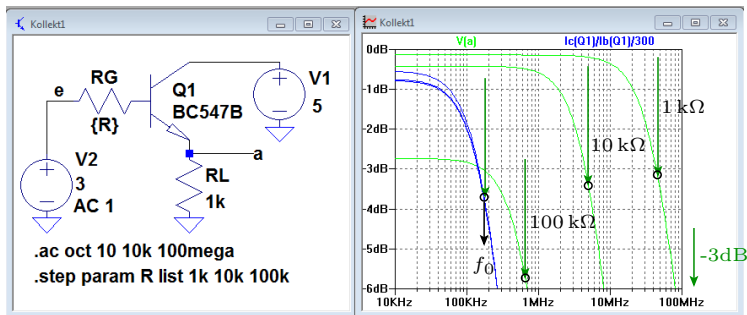 Kollekt1
RG
e
{R}
Q1
BC547B
V1
5
V2
3
AC 1
a
RL
1k
.ac oct 10 10k 100mega
.step param R list 1k 10k 100k
Kollekt1
V(a)
Ic(Q1)/Ib(Q1)/300
0dB
-1dB
-2dB
-3dB
-4dB
-5dB
-6dB
1 kΩ
10 kΩ
100 kΩ
f0
-3dB
10KHz
100KHz
1MHz
10MHz
100MHz